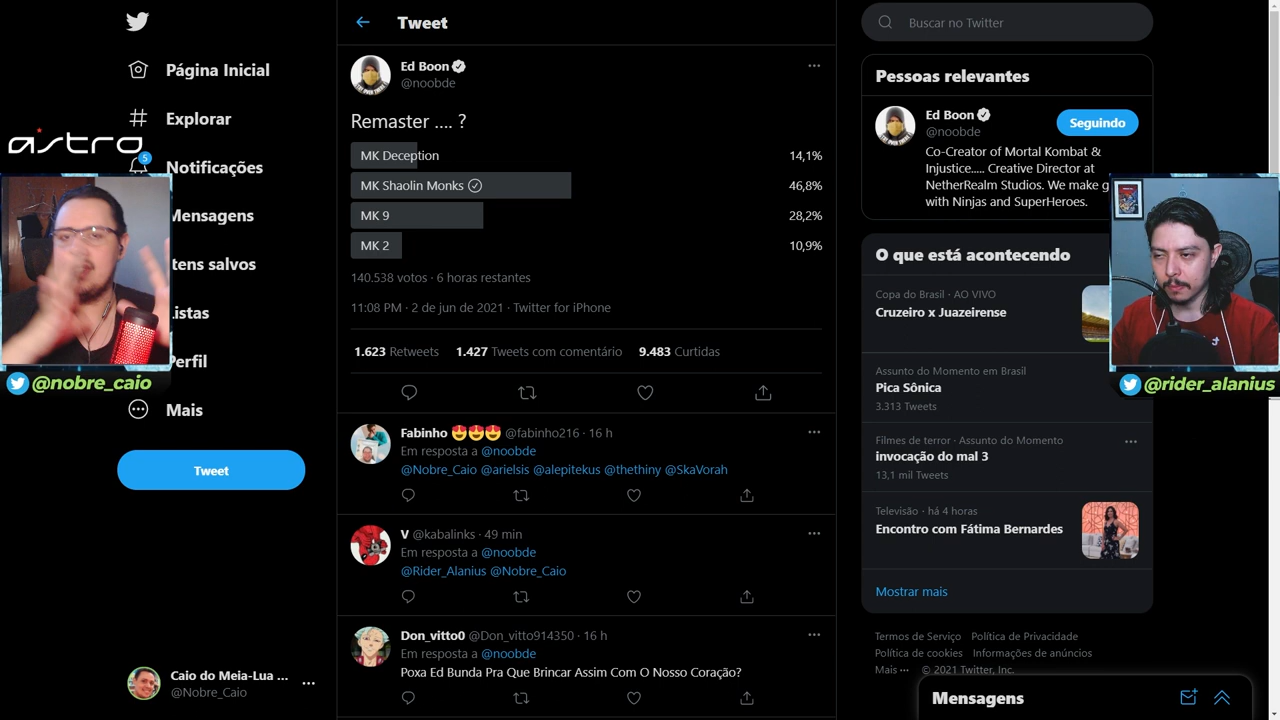 Página Inicial
Explorar
astro
5
Notificações
Mensagens
tens salvos
istas
Perfil
Mais
Tweet
Caio do Meia-Lua ...
@Nobre_Caio
@nobre_caio
Tweet
Ed Boon
@noobde
Remaster .... ?
MK Deception 14,1%
MK Shaolin Monks 46,8%
MK 9 28,2%
MK 2 10,9%
140.538 votos · 6 horas restantes
11:08 PM · 2 de jun de 2021 · Twitter for iPhone
1.623 Retweets 1.427 Tweets com comentário 9.483 Curtidas
Fabinho 😍😍😍 @fabinho216 · 16 h
Em resposta a @noobde
@Nobre_Caio @arielsis @alepitekus @thethiny @SkaVorah
V @kabalinks · 49 min
Em resposta a @noobde
@Rider_Alanius @Nobre_Caio
Don_vitto0 @Don_vitto914350 · 16 h
Em resposta a @noobde
Poxa Ed Bunda Pra Que Brincar Assim Com O Nosso Coração?
Buscar no Twitter
Pessoas relevantes
Ed Boon
@noobde
Seguindo
Co-Creator of Mortal Kombat &
Injustice..... Creative Director at
NetherRealm Studios. We make g
with Ninjas and SuperHeroes.
O que está acontecendo
Copa do Brasil · AO VIVO
Cruzeiro x Juazeirense
@rider_alanius
Assunto do Momento em Brasil
Pica Sônica
3.313 Tweets
Filmes de terror · Assunto do Momento
invocação do mal 3
13,1 mil Tweets
Televisão · há 4 horas
Encontro com Fátima Bernardes
Mostrar mais
Termos de Serviço Política de Privacidade
Política de cookies Informações de anúncios
Mais ··· © 2021 Twitter, Inc.
Mensagens